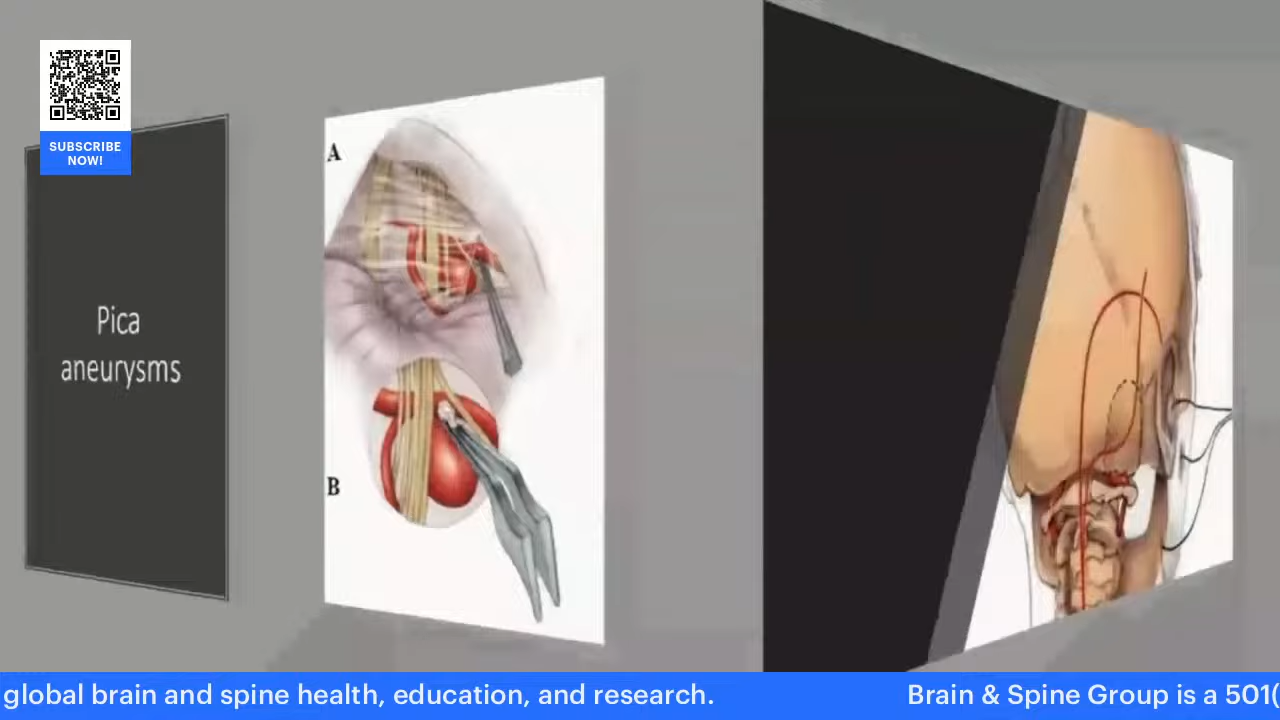 SUBSCRIBE
NOW!
Pica
aneurysms
A
B
global brain and spine health, education, and research.
Brain & Spine Group is a 501(